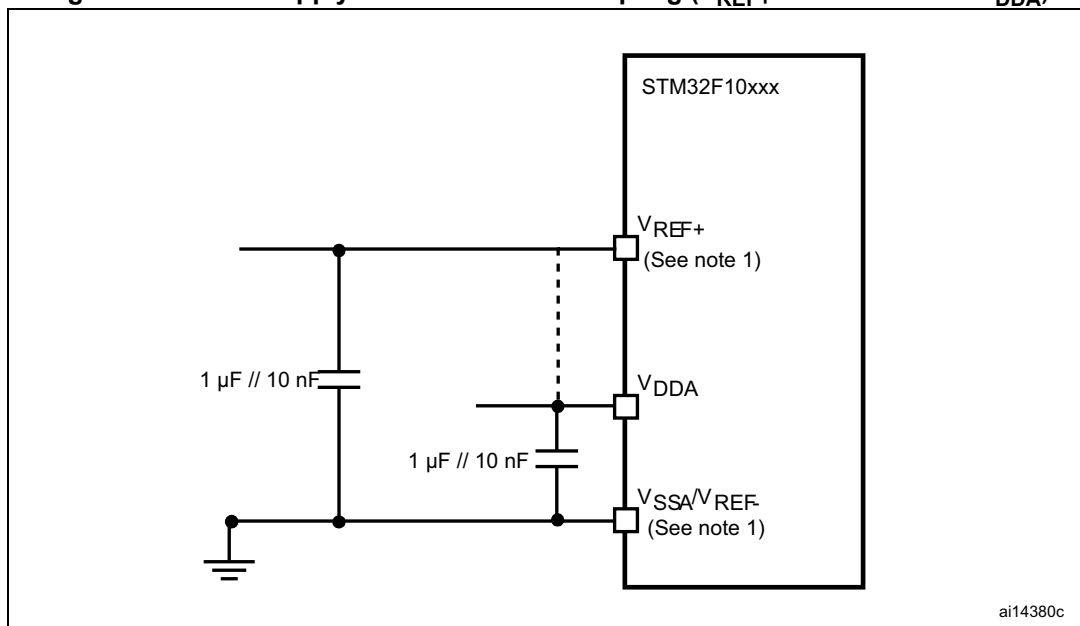 STM32F10xxx
VREF+
(See note 1)
1 µF // 10 nF
VDDA
1 µF // 10 nF
VSSA/VREF-
(See note 1)
ai14380c